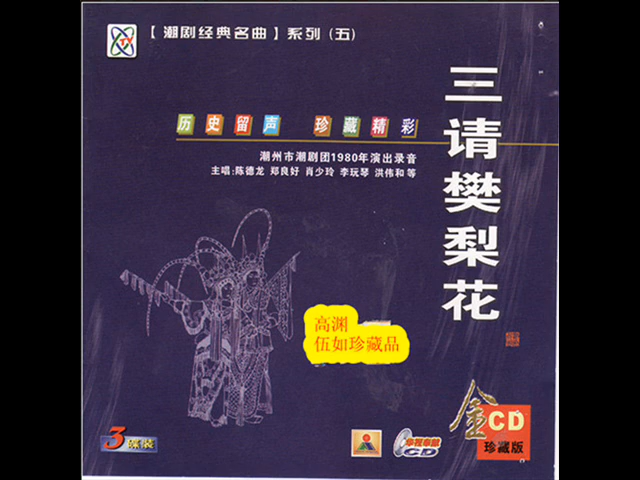 【潮剧经典名曲】系列(五)
三请樊梨花
历史留声 珍藏精彩
潮州市潮剧团1980年演出录音
主唱:陈德龙 郑良好 肖少玲 李玩琴 洪伟和 等
高渊
伍如珍藏品
3碟装
CD
金CD
珍藏版